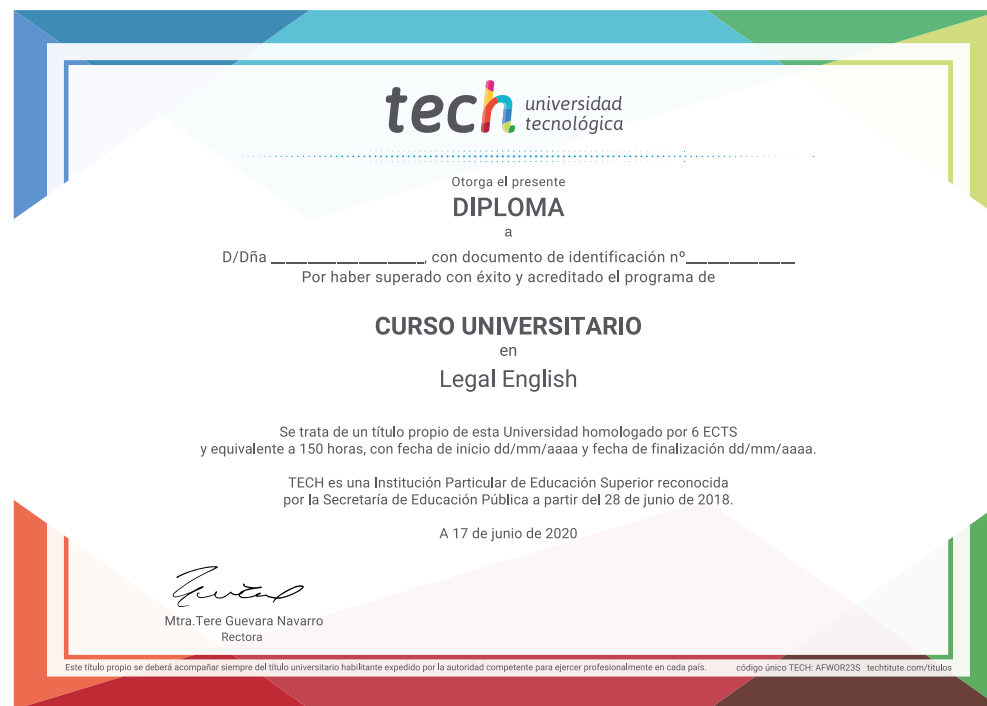 tech universidad
tecnológica
Otorga el presente
DIPLOMA
a
D/Dña ____________________, con documento de identificación nº______________
Por haber superado con éxito y acreditado el programa de
CURSO UNIVERSITARIO
en
Legal English
Se trata de un título propio de esta Universidad homologado por 6 ECTS
y equivalente a 150 horas, con fecha de inicio dd/mm/aaaa y fecha de finalización dd/mm/aaaa.
TECH es una Institución Particular de Educación Superior reconocida
por la Secretaría de Educación Pública a partir del 28 de junio de 2018.
A 17 de junio de 2020
Mtra.Tere Guevara Navarro
Rectora
Este título propio se deberá acompañar siempre del título universitario habilitante expedido por la autoridad competente para ejercer profesionalmente en cada país. código único TECH: AFWOR23S techtitute.com/titulos